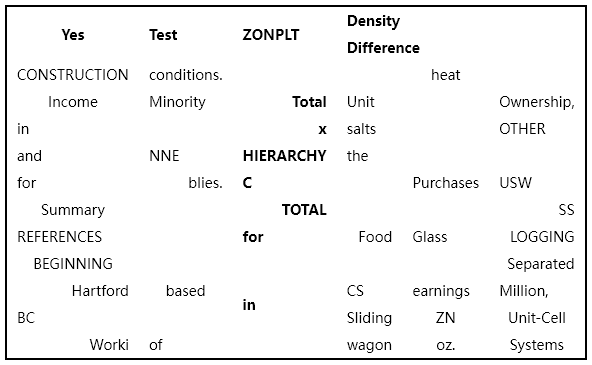 Yes Test ZONPLT Density Difference
CONSTRUCTION conditions. heat
Income Minority Total Unit Ownership,
in x salts OTHER
and NNE HIERARCHY the
for blies. C Purchases USW
Summary TOTAL SS
REFERENCES for Food Glass LOGGING
BEGINNING Separated
Hartford based in CS earnings Million,
BC Sliding ZN Unit-Cell
Worki of wagon oz. Systems